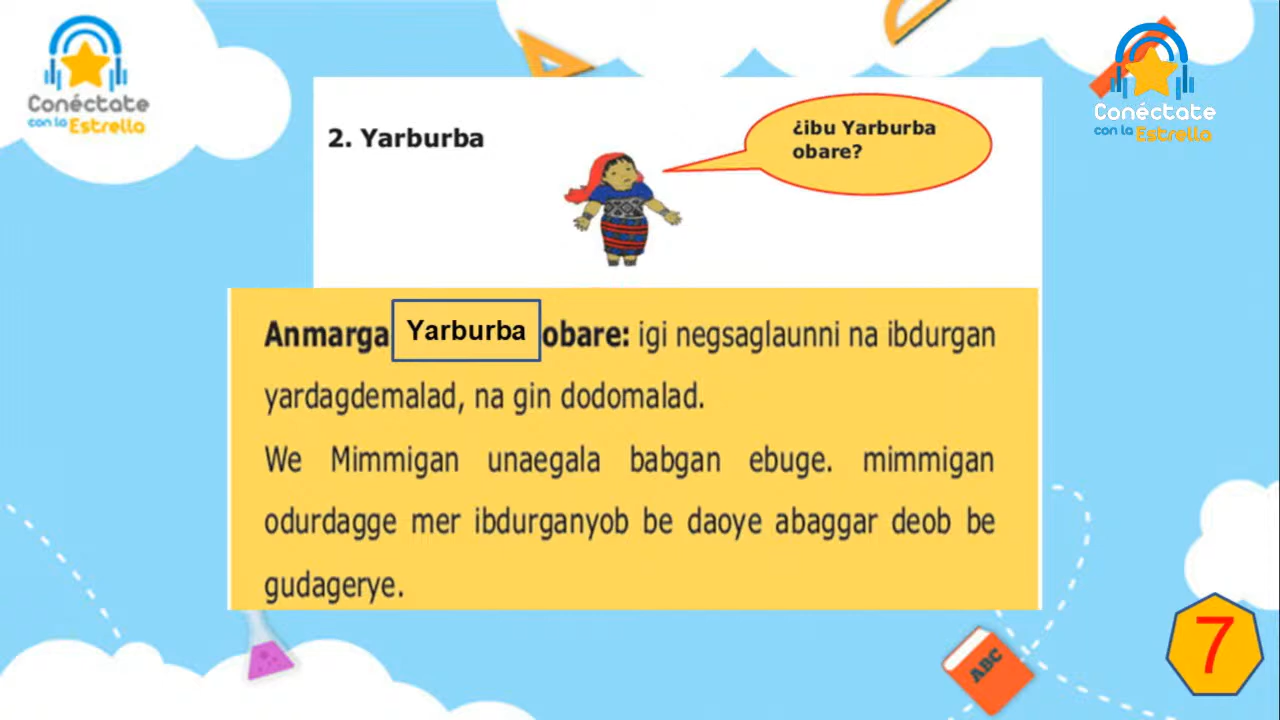 Conéctate
con la Estrella
Conéctate
con la Estrella
2. Yarburba
¿ibu Yarburba
obare?
Anmarga Yarburba obare: igi negsaglaunni na ibdurgan
yardagdemalad, na gin dodomalad.
We Mimmigan unaegala babgan ebuge. mimmigan
odurdagge mer ibdurganyob be daoye abaggar deob be
gudagerye.
ABC
7